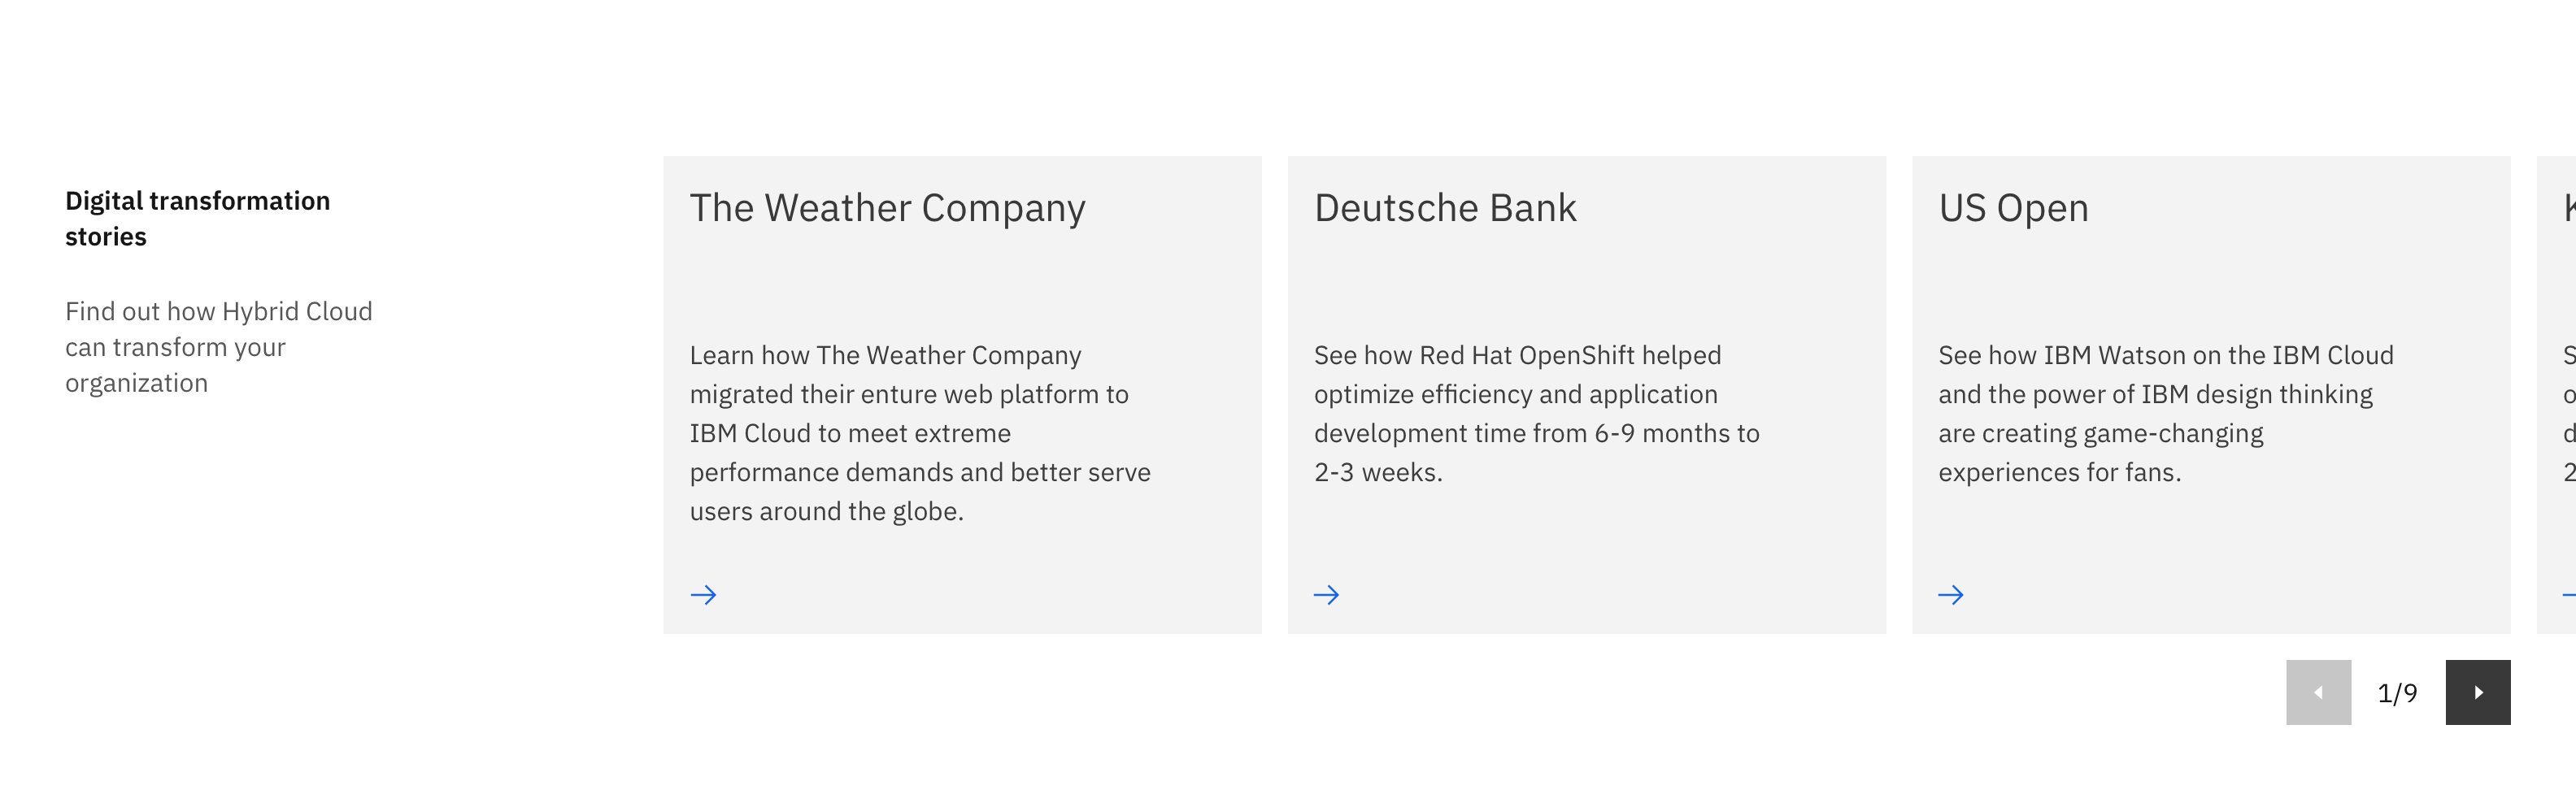 Digital transformation
stories
Find out how Hybrid Cloud
can transform your
organization
The Weather Company
Learn how The Weather Company
migrated their enture web platform to
IBM Cloud to meet extreme
performance demands and better serve
users around the globe.
Deutsche Bank
See how Red Hat OpenShift helped
optimize efficiency and application
development time from 6-9 months to
2-3 weeks.
US Open
See how IBM Watson on the IBM Cloud
and the power of IBM design thinking
are creating game-changing
experiences for fans.
1/9